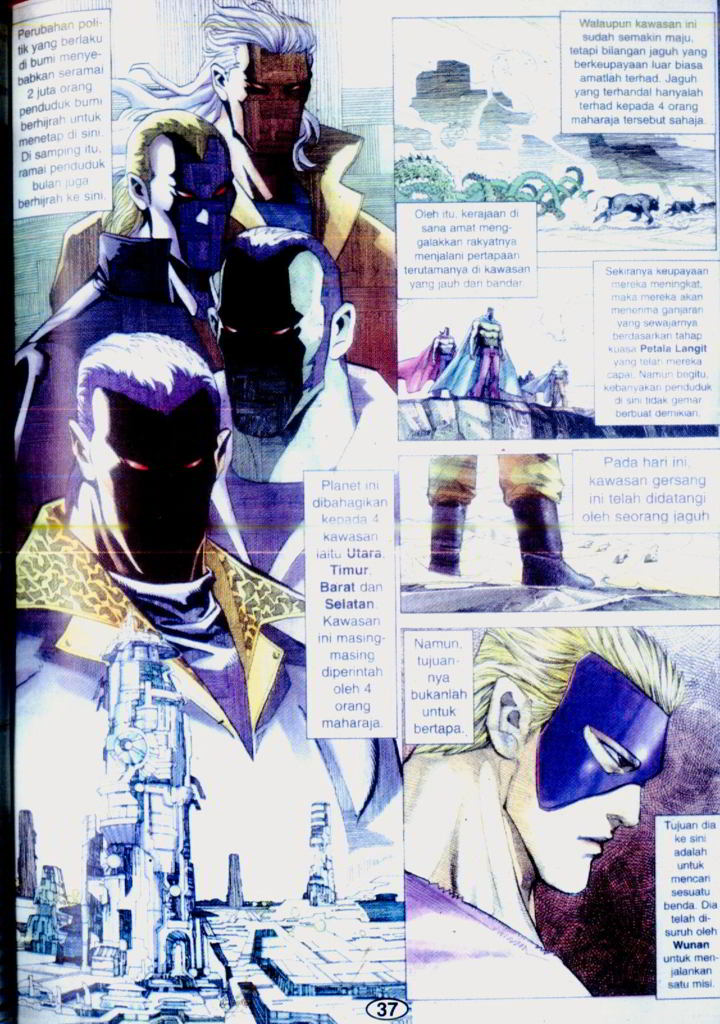 Perubahan poli-
tik yang berlaku
di bumi menye-
babkan seramai
2 juta orang
penduduk bumi
berhijrah untuk
menetap di sini.
Di samping itu,
ramai penduduk
bulan juga
berhijrah ke sini.
Walaupun kawasan ini
sudah semakin maju,
tetapi bilangan jaguh yang
berkeupayaan luar biasa
amatlah terhad. Jaguh
yang terhandal hanyalah
terhad kepada 4 orang
maharaja tersebut sahaja.
Oleh itu, kerajaan di
sana amat meng-
galakkan rakyatnya
menjalani pertapaan
terutamanya di kawasan
yang jauh dari bandar.
Sekiranya keupayaan
mereka meningkat,
maka mereka akan
menerima ganjaran
yang sewajarnya
berdasarkan tahap
kuasa Petala Langit
yang telah mereka
capai. Namun begitu,
kebanyakan penduduk
di sini tidak gemar
berbuat demikian.
Planet ini
dibahagikan
kepada 4
kawasan
iaitu Utara,
Timur,
Barat dan
Selatan.
Kawasan
ini masing-
masing
diperintah
oleh 4
orang
maharaja.
Pada hari ini,
kawasan gersang
ini telah didatangi
oleh seorang jaguh
Namun,
tujuan-
nya
bukanlah
untuk
bertapa.
Tujuan dia
ke sini
adalah
untuk
mencari
sesuatu
benda. Dia
telah di-
suruh oleh
Wunan
untuk men-
jalankan
satu misi.
37